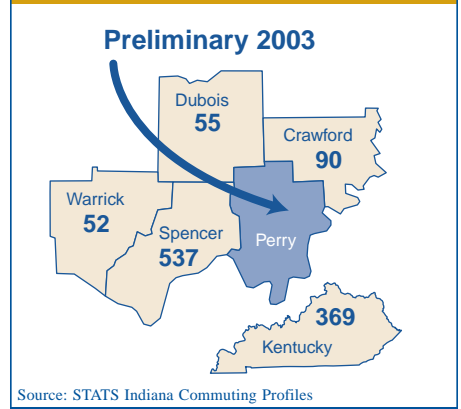 Preliminary 2003
Dubois
55
Crawford
90
Warrick
52
Spencer
537
Perry
369
Kentucky
Source: STATS Indiana Commuting Profiles